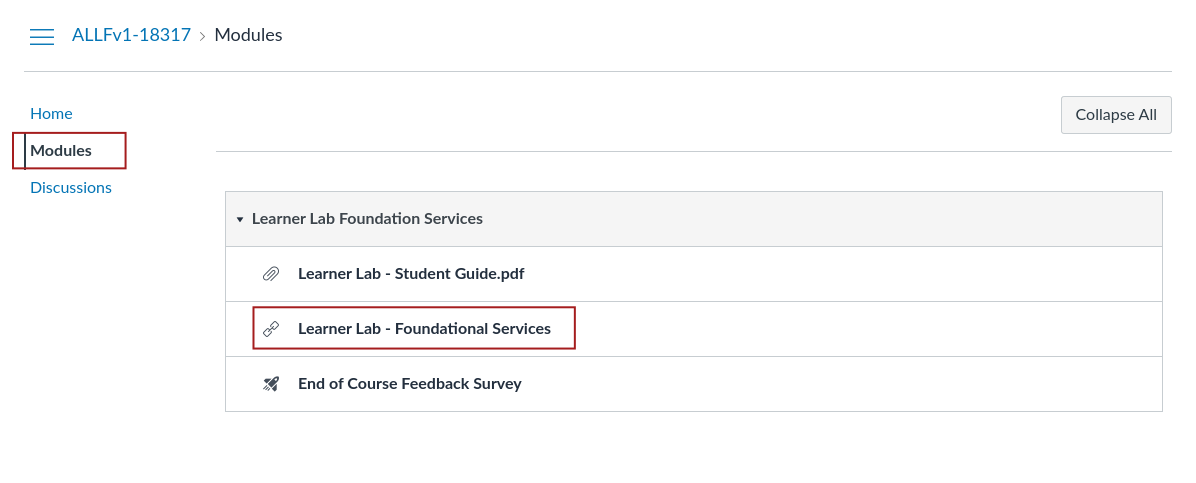 ALLFv1-18317 › Modules
Home
Collapse All
Modules
Discussions
Learner Lab Foundation Services
Learner Lab - Student Guide.pdf
Learner Lab - Foundational Services
End of Course Feedback Survey